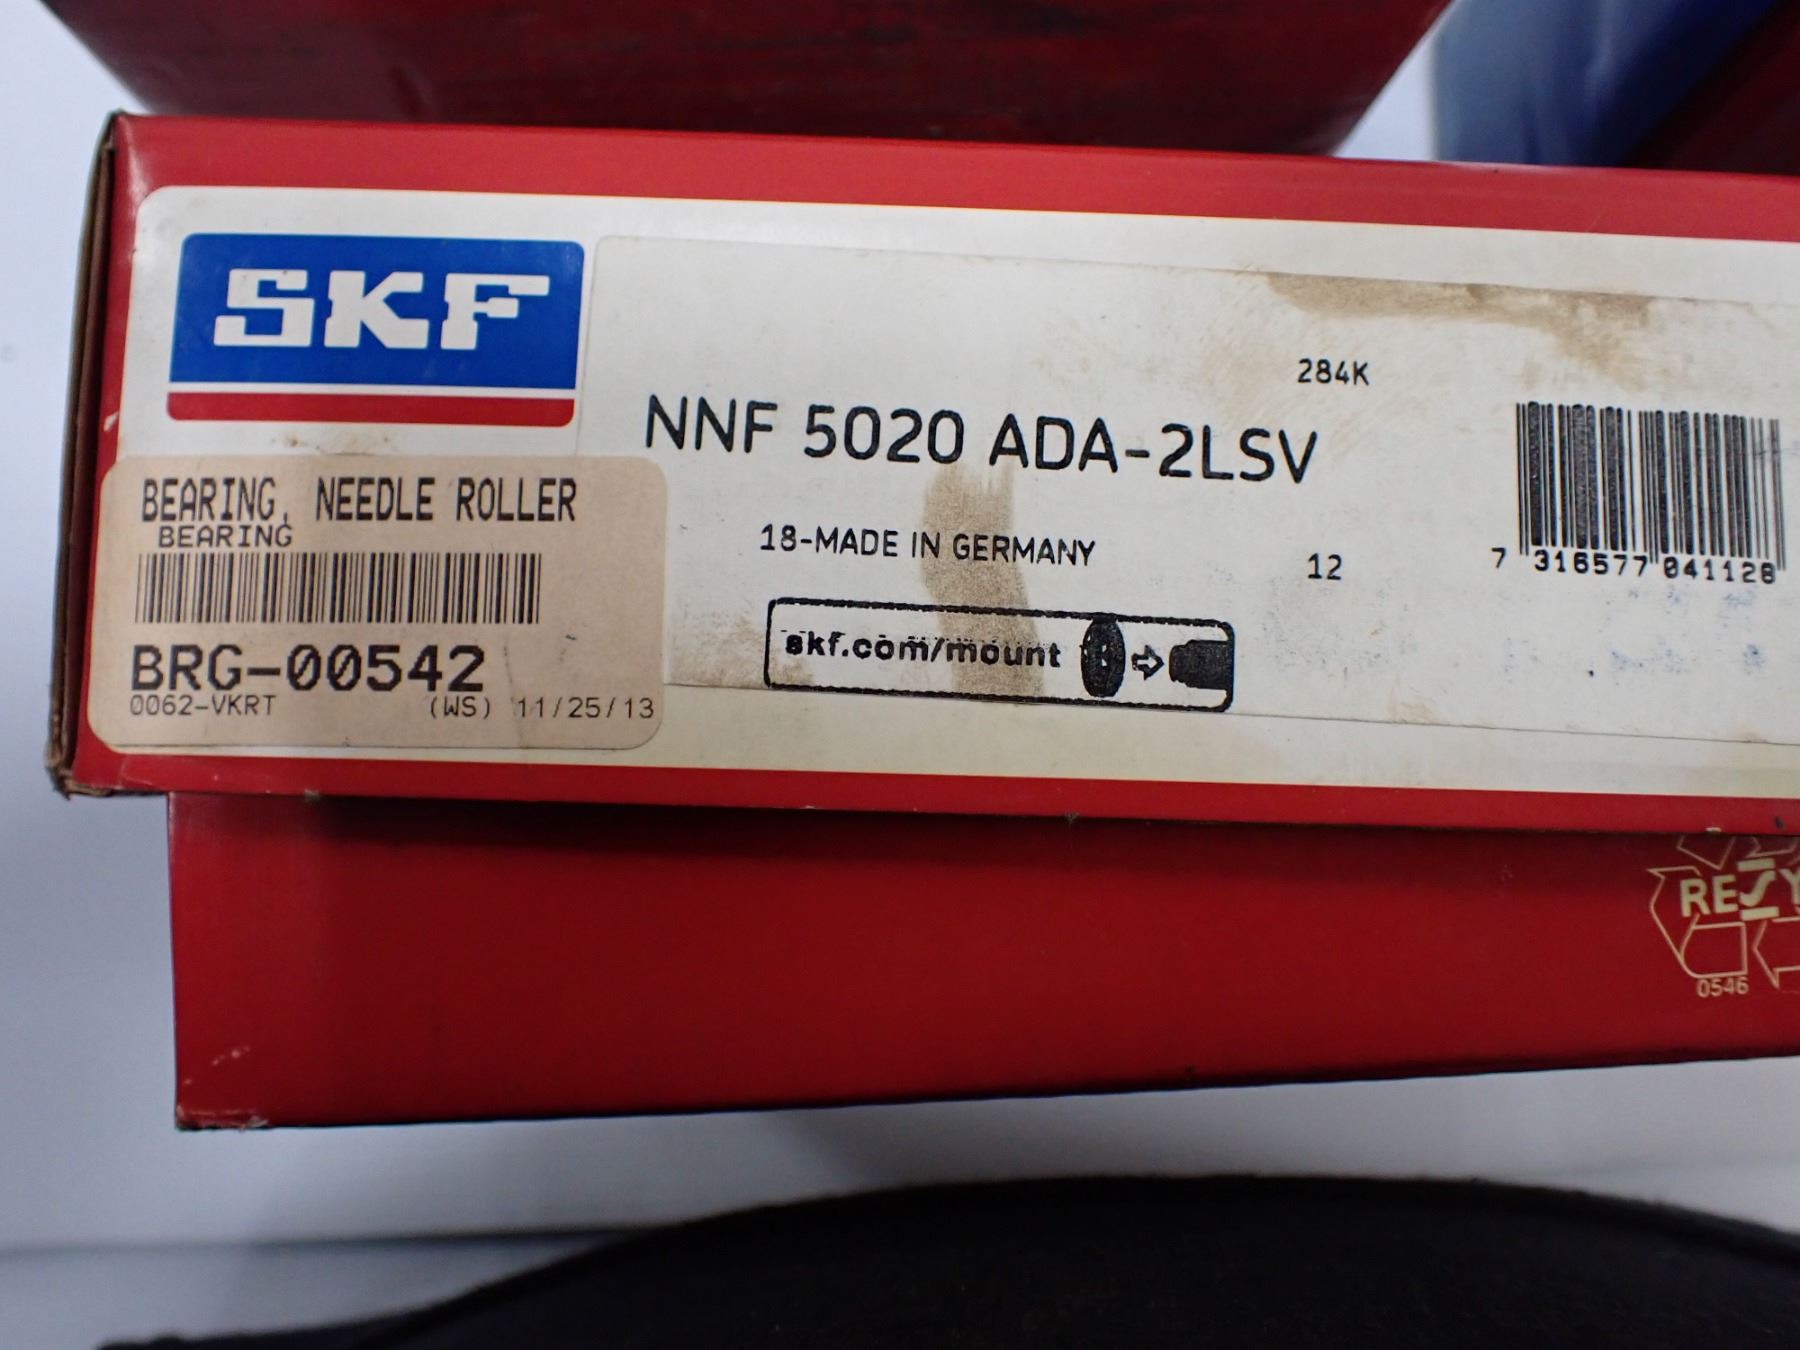 SKF
284K
NNF 5020 ADA-2LSV
18-MADE IN GERMANY
12
7 316577 041128
skf.com/mount
BEARING, NEEDLE ROLLER
BEARING
BRG-00542
0062-VKRT (WS) 11/25/13
RESY
0546